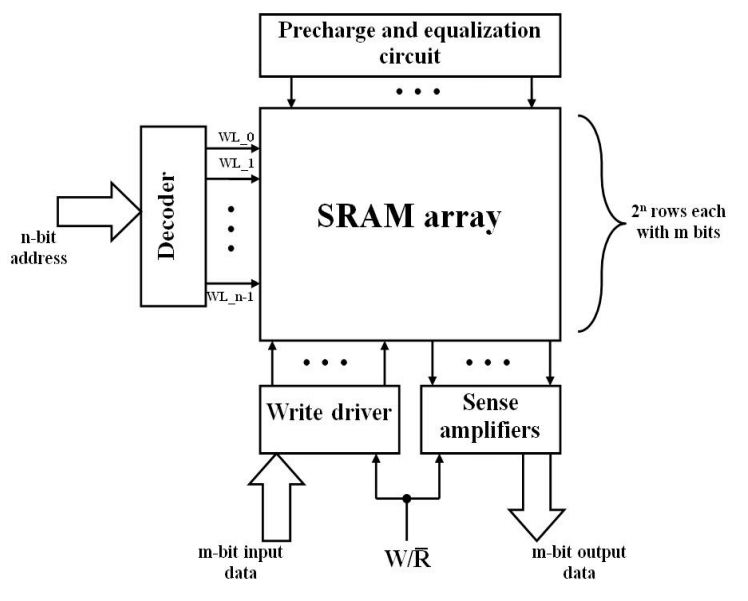 Precharge and equalization
circuit
WL_0
WL_1
Decoder
SRAM array
2ⁿ rows each
with m bits
n-bit
address
WL_n-1
Write driver
Sense
amplifiers
m-bit input
data
W/R̅
m-bit output
data